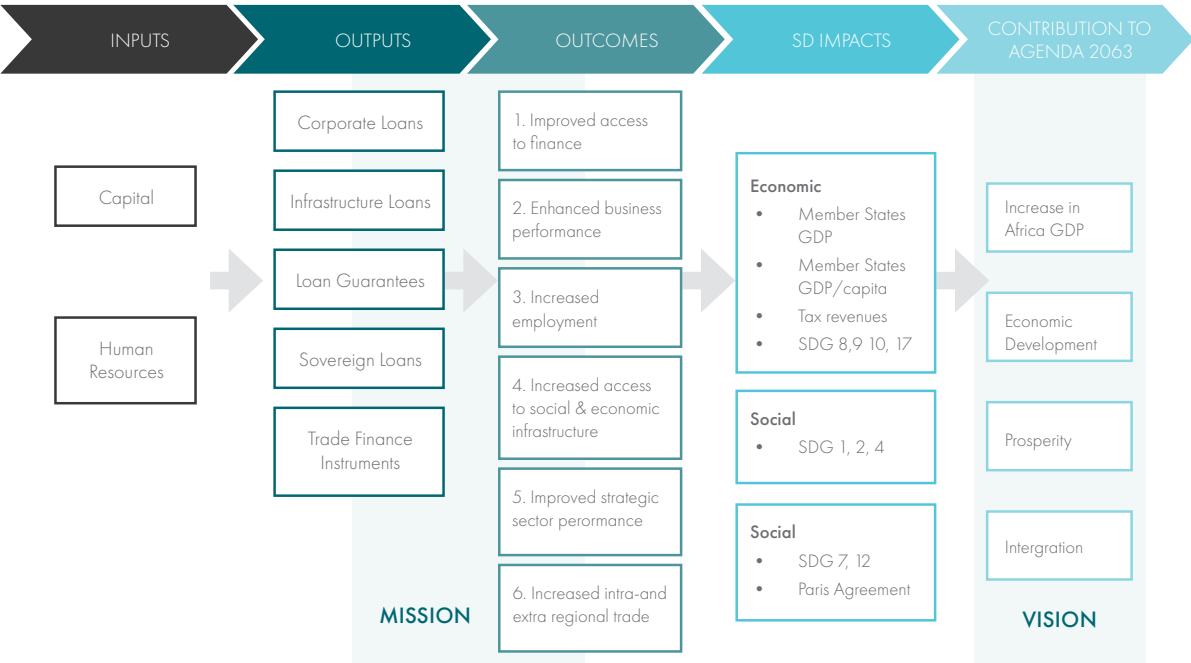 INPUTS
OUTPUTS
OUTCOMES
SD IMPACTS
CONTRIBUTION TO
AGENDA 2063
Capital
Human
Resources
Corporate Loans
Infrastructure Loans
Loan Guarantees
Sovereign Loans
Trade Finance
Instruments
MISSION
1. Improved access
to finance
2. Enhanced business
performance
3. Increased
employment
4. Increased access
to social & economic
infrastructure
5. Improved strategic
sector perormance
6. Increased intra-and
extra regional trade
Economic
• Member States
GDP
• Member States
GDP/capita
• Tax revenues
• SDG 8,9 10, 17
Social
• SDG 1, 2, 4
Social
• SDG 7, 12
• Paris Agreement
Increase in
Africa GDP
Economic
Development
Prosperity
Intergration
VISION